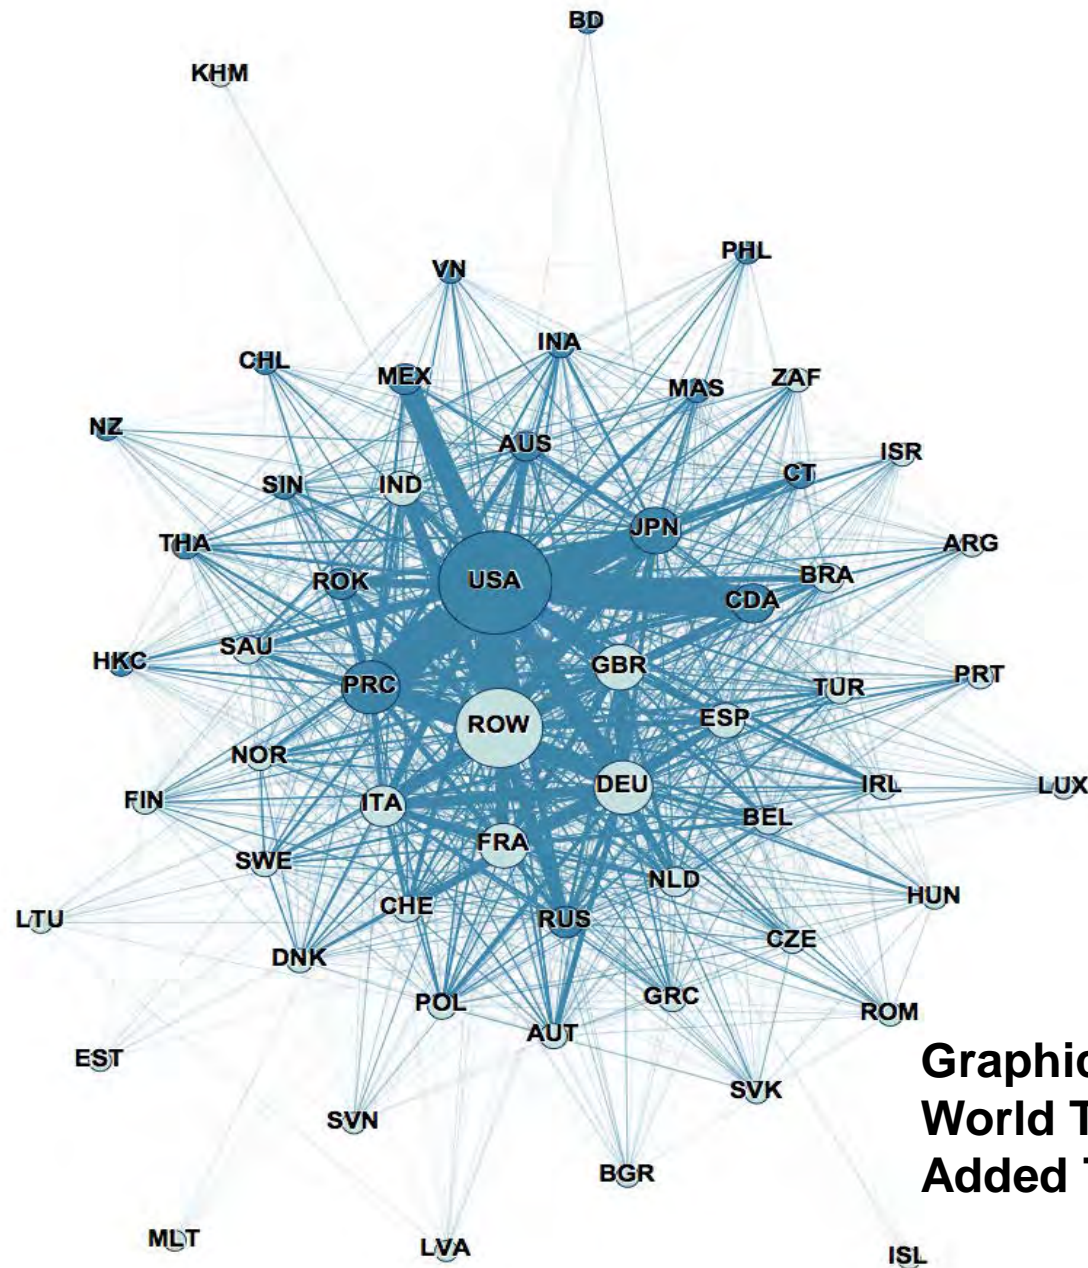 BD
KHM
PHL
VN
INA
CHL
MEX
MAS
ZAF
NZ
AUS
ISR
SIN
IND
CT
THA
JPN
ARG
ROK
USA
BRA
CDA
SAU
HKC
PRC
GBR
TUR
PRT
ROW
ESP
NOR
FIN
ITA
DEU
IRL
LUX
BEL
FRA
SWE
NLD
HUN
LTU
CHE
RUS
CZE
DNK
POL
GRC
ROM
AUT
EST
SVK
SVN
BGR
MLT
LVA
ISL
Graphic
World T
Added T